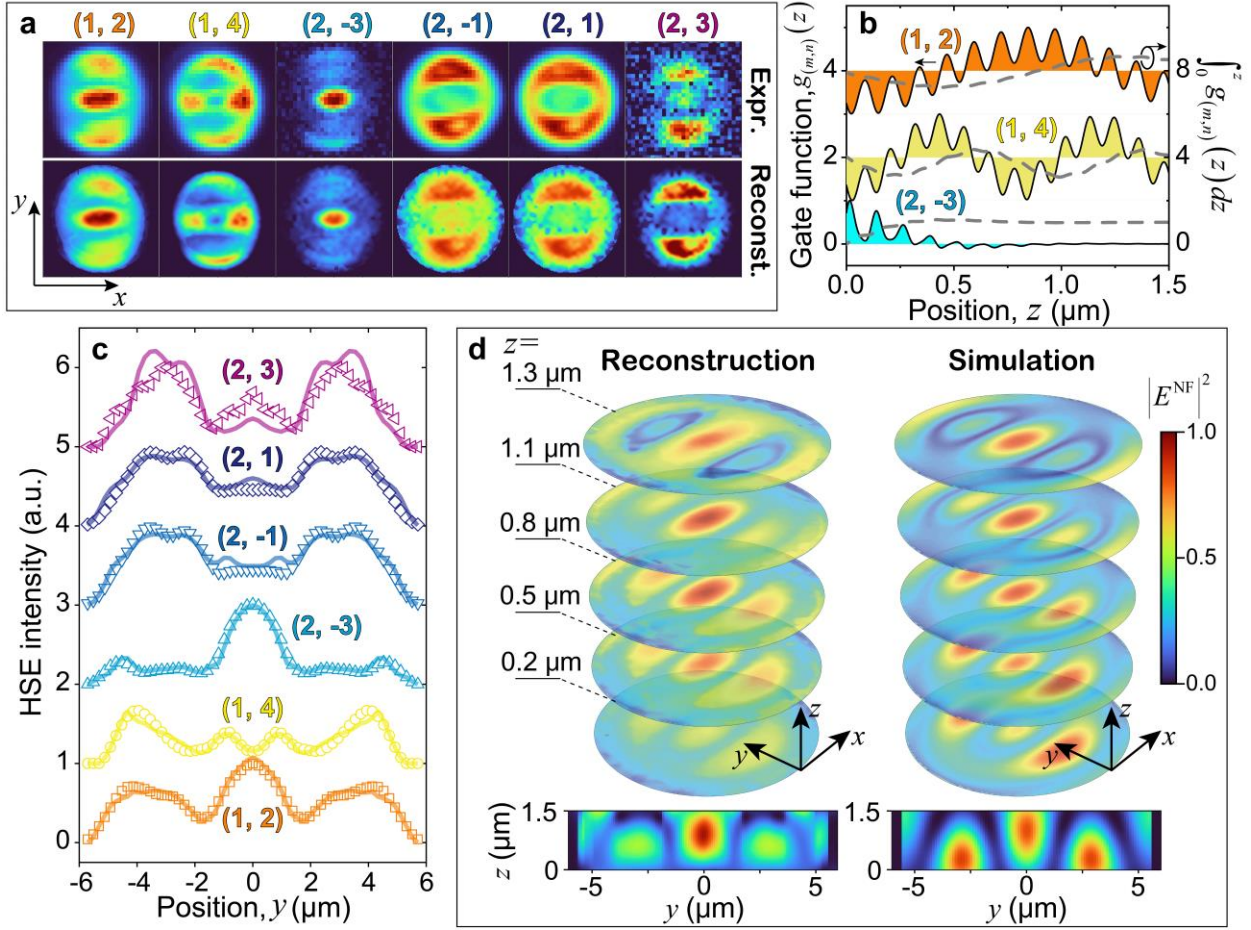 a
(1, 2) (1, 4) (2, -3) (2, -1) (2, 1) (2, 3)
Expr.
Reconst.
y
x
b
Gate function, g(m,n)(z)
4
2
0
(1, 2)
(1, 4)
(2, -3)
8
4
0
∫₀ᶻ g(m,n)(z) dz
0.0 0.5 1.0 1.5
Position, z (µm)
c
HSE intensity (a.u.)
6
5
4
3
2
1
0
(2, 3)
(2, 1)
(2, -1)
(2, -3)
(1, 4)
(1, 2)
-6 -4 -2 0 2 4 6
Position, y (µm)
d
z=
Reconstruction
Simulation
1.3 µm
1.1 µm
0.8 µm
0.5 µm
0.2 µm
z
y
x
z
y
x
|E^NF|²
1.0
0.5
0.0
z (µm)
1.5
0
-5 0 5
y (µm)
1.5
0
-5 0 5
y (µm)